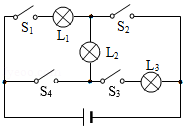 S₁ L₁ S₂
L₂
S₄ S₃ L₃